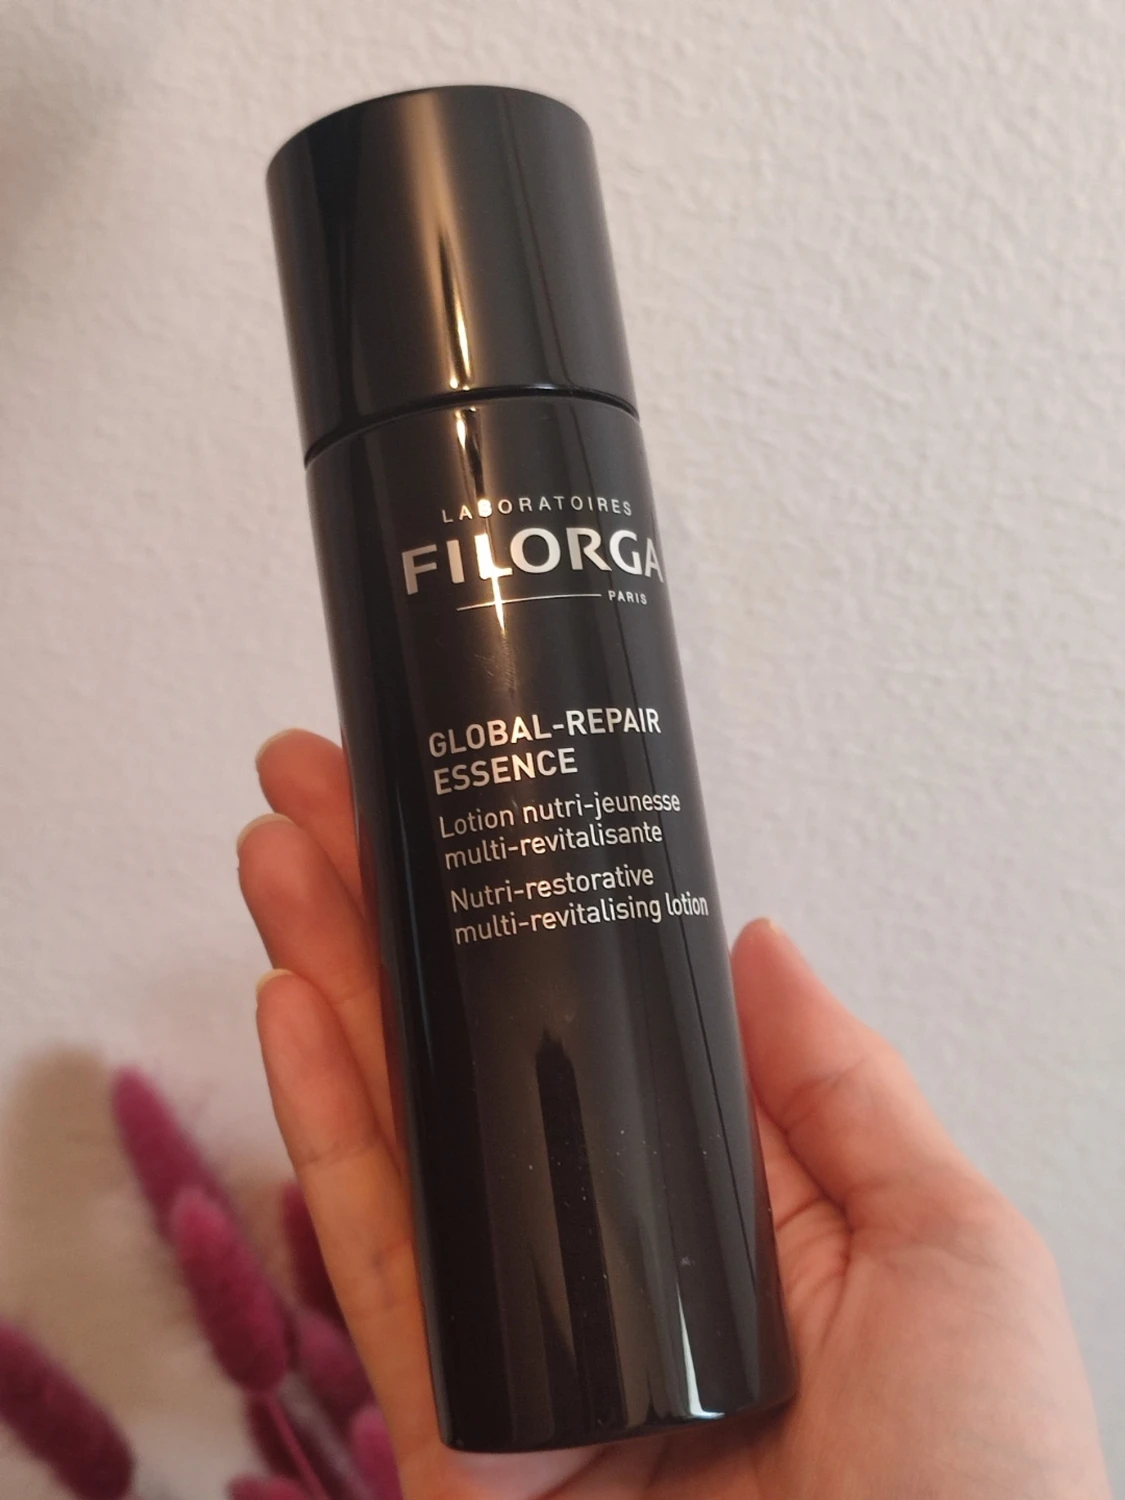 LABORATOIRES
FILORGA
PARIS
GLOBAL-REPAIR
ESSENCE
Lotion nutri-jeunesse
multi-revitalisante
Nutri-restorative
multi-revitalising lotion